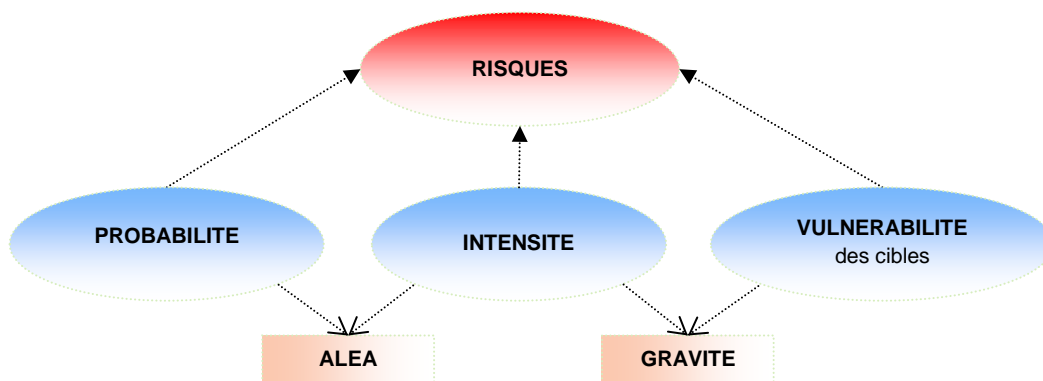 RISQUES
PROBABILITE
INTENSITE
VULNERABILITE
des cibles
ALEA
GRAVITE